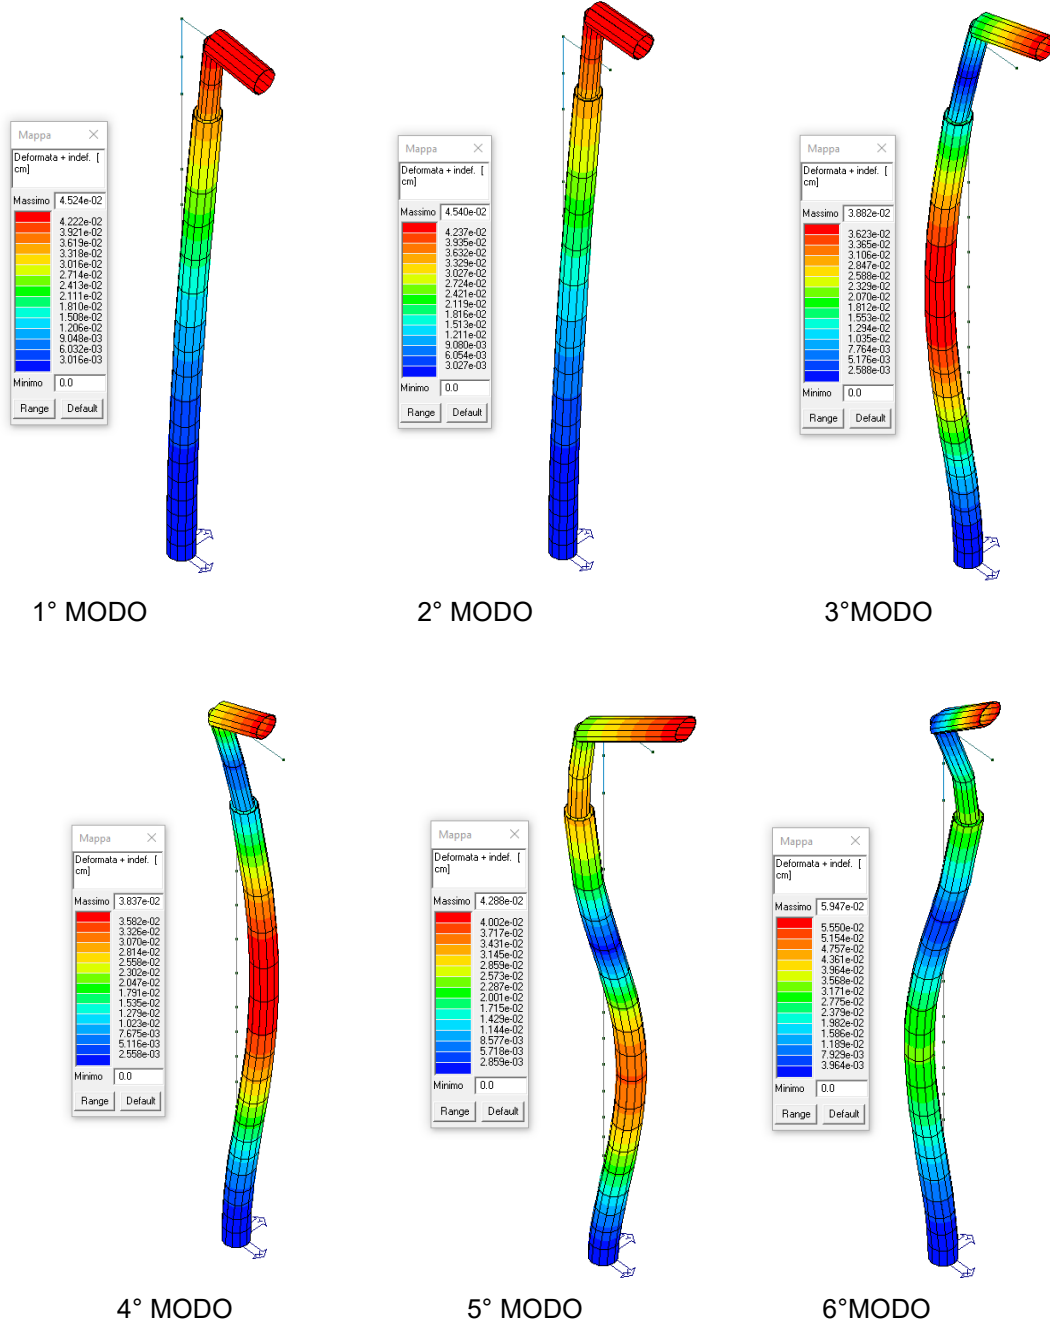 Mappa
Deformata + indef. [
cm]
Massimo 4.524e-02
4.222e-02
3.921e-02
3.619e-02
3.318e-02
3.016e-02
2.714e-02
2.413e-02
2.111e-02
1.810e-02
1.508e-02
1.206e-02
9.048e-03
6.032e-03
3.016e-03
Minimo 0.0
Range Default
1° MODO
Mappa
Deformata + indef. [
cm]
Massimo 4.540e-02
4.237e-02
3.935e-02
3.632e-02
3.329e-02
3.027e-02
2.724e-02
2.421e-02
2.119e-02
1.816e-02
1.513e-02
1.211e-02
9.080e-03
6.054e-03
3.027e-03
Minimo 0.0
Range Default
2° MODO
Mappa
Deformata + indef. [
cm]
Massimo 3.882e-02
3.623e-02
3.365e-02
3.106e-02
2.847e-02
2.588e-02
2.329e-02
2.070e-02
1.812e-02
1.553e-02
1.294e-02
1.035e-02
7.764e-03
5.176e-03
2.588e-03
Minimo 0.0
Range Default
3°MODO
Mappa
Deformata + indef. [
cm]
Massimo 3.837e-02
3.582e-02
3.326e-02
3.070e-02
2.814e-02
2.558e-02
2.302e-02
2.047e-02
1.791e-02
1.535e-02
1.279e-02
1.023e-02
7.675e-03
5.116e-03
2.558e-03
Minimo 0.0
Range Default
4° MODO
Mappa
Deformata + indef. [
cm]
Massimo 4.288e-02
4.002e-02
3.717e-02
3.431e-02
3.145e-02
2.859e-02
2.573e-02
2.287e-02
2.001e-02
1.715e-02
1.429e-02
1.144e-02
8.577e-03
5.718e-03
2.859e-03
Minimo 0.0
Range Default
5° MODO
Mappa
Deformata + indef. [
cm]
Massimo 5.947e-02
5.550e-02
5.154e-02
4.757e-02
4.361e-02
3.964e-02
3.568e-02
3.171e-02
2.775e-02
2.379e-02
1.982e-02
1.586e-02
1.189e-02
7.929e-03
3.964e-03
Minimo 0.0
Range Default
6°MODO